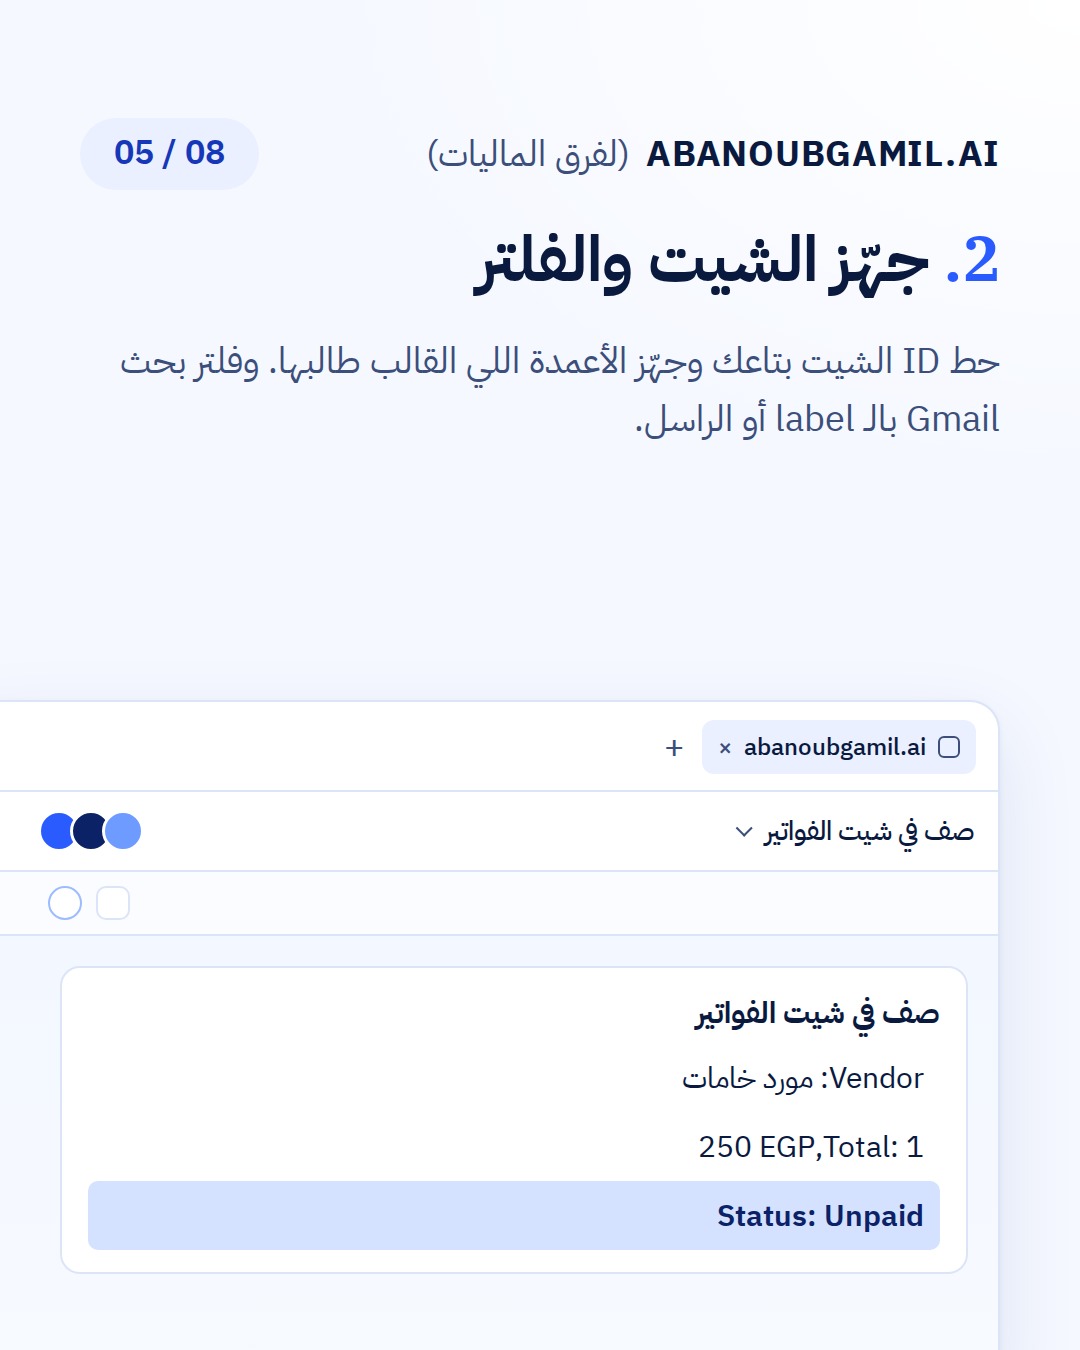 ABANOUBGAMIL.AI (لفرق الماليات)
05 / 08
2. جهّز الشيت والفلتر
حط ID الشيت بتاعك وجهّز الأعمدة اللي القالب طالبها. وفلتر بحث
Gmail بالـ label أو الراسل.
abanoubgamil.ai × +
صف في شيت الفواتير
صف في شيت الفواتير
Vendor: مورد خامات
250 EGP,Total: 1
Status: Unpaid